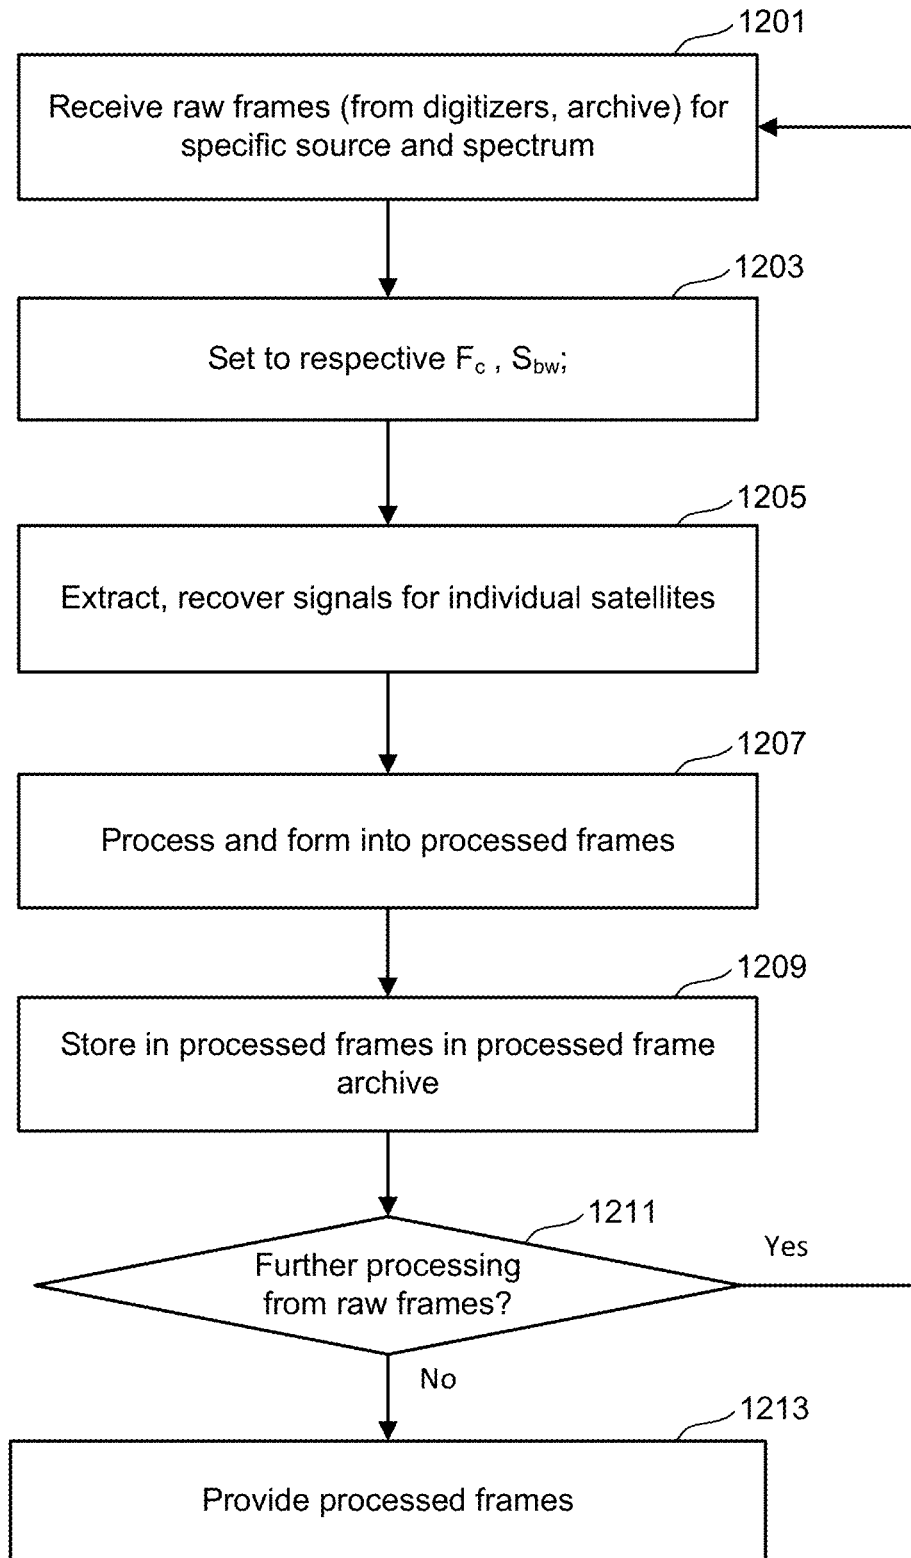 1201
Receive raw frames (from digitizers, archive) for
specific source and spectrum
1203
Set to respective Fc , Sbw;
1205
Extract, recover signals for individual satellites
1207
Process and form into processed frames
1209
Store in processed frames in processed frame
archive
1211
Further processing
from raw frames?
Yes
No
1213
Provide processed frames